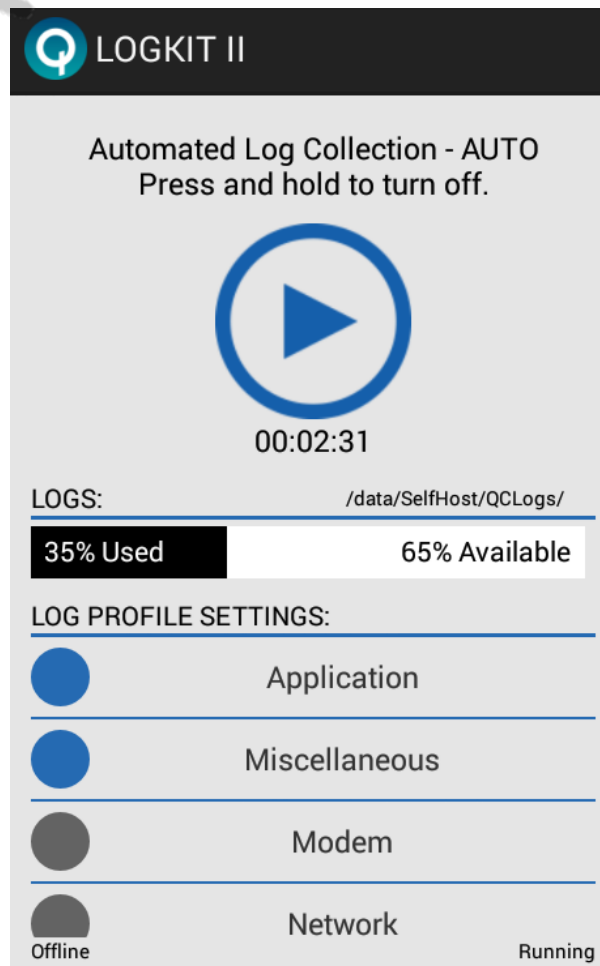 LOGKIT II
Automated Log Collection - AUTO
Press and hold to turn off.
00:02:31
LOGS: /data/SelfHost/QCLogs/
35% Used 65% Available
LOG PROFILE SETTINGS:
Application
Miscellaneous
Modem
Network
Offline Running